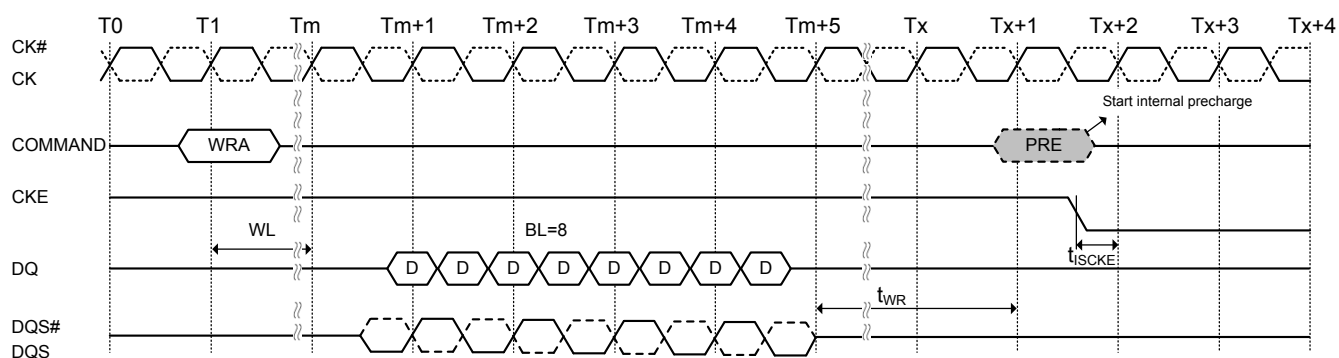 T0 T1 Tm Tm+1 Tm+2 Tm+3 Tm+4 Tm+5 Tx Tx+1 Tx+2 Tx+3 Tx+4
CK#
CK
Start internal precharge
COMMAND WRA PRE
CKE
WL BL=8
tISCKE
DQ D D D D D D D D
tWR
DQS#
DQS